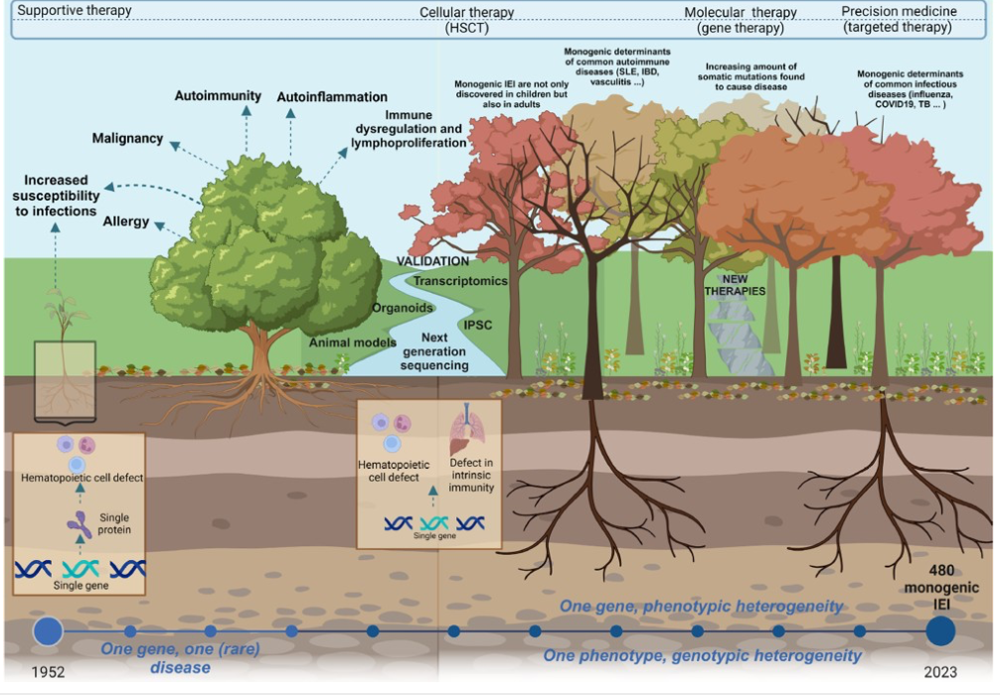 Supportive therapy
Cellular therapy
(HSCT)
Molecular therapy
(gene therapy)
Precision medicine
(targeted therapy)
Autoimmunity
Autoinflammation
Malignancy
Immune
dysregulation and
lymphoproliferation
Increased
susceptibility
to infections
Allergy
Monogenic IEI are not only
discovered in children but
also in adults
Monogenic determinants
of common autoimmune
diseases (SLE, IBD,
vasculitis ...)
Increasing amount of
somatic mutations found
to cause disease
Monogenic determinants
of common infectious
diseases (influenza,
COVID19, TB ... )
VALIDATION
Transcriptomics
Organoids
IPSC
Animal models
Next
generation
sequencing
NEW
THERAPIES
Hematopoietic cell defect
Single
protein
Single gene
Hematopoietic
cell defect
Defect in
intrinsic
immunity
Single gene
480
monogenic
IEI
One gene, phenotypic heterogeneity
One gene, one (rare)
disease
One phenotype, genotypic heterogeneity
1952
2023